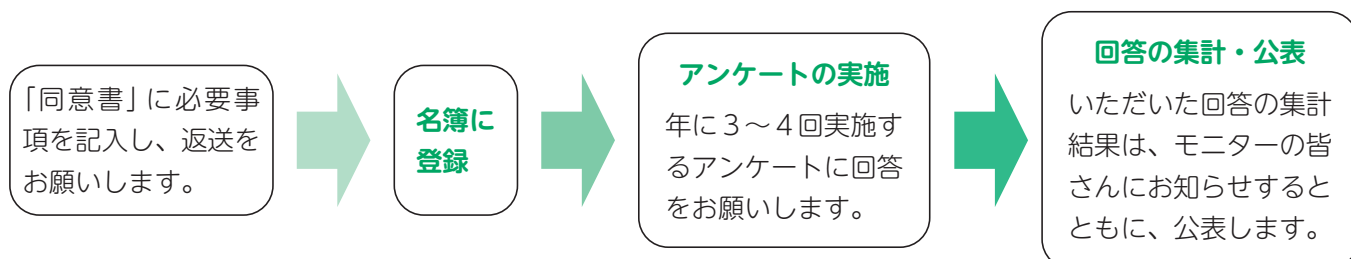 「同意書」に必要事
項を記入し、返送を
お願いします。
名簿に
登録
アンケートの実施
年に３～４回実施す
るアンケートに回答
をお願いします。
回答の集計・公表
いただいた回答の集計
結果は、モニターの皆
さんにお知らせすると
ともに、公表します。